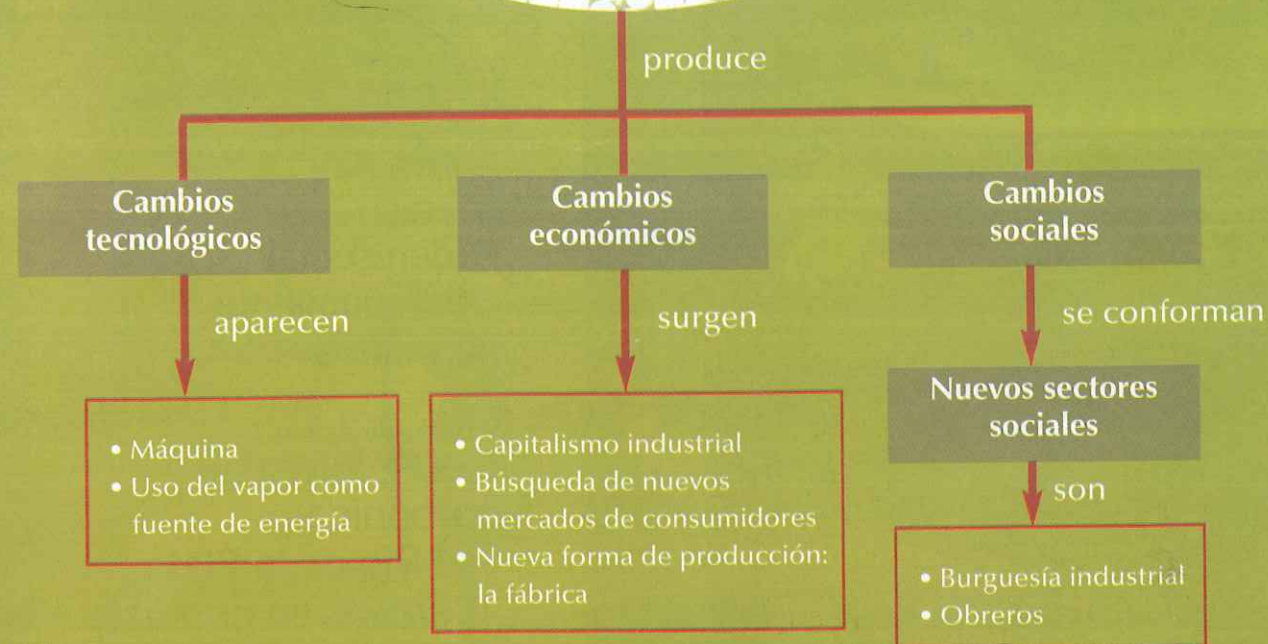 produce
Cambios
tecnológicos
Cambios
económicos
Cambios
sociales
aparecen
surgen
se conforman
• Máquina
• Uso del vapor como
fuente de energía
• Capitalismo industrial
• Búsqueda de nuevos
mercados de consumidores
• Nueva forma de producción:
la fábrica
Nuevos sectores
sociales
son
• Burguesía industrial
• Obreros